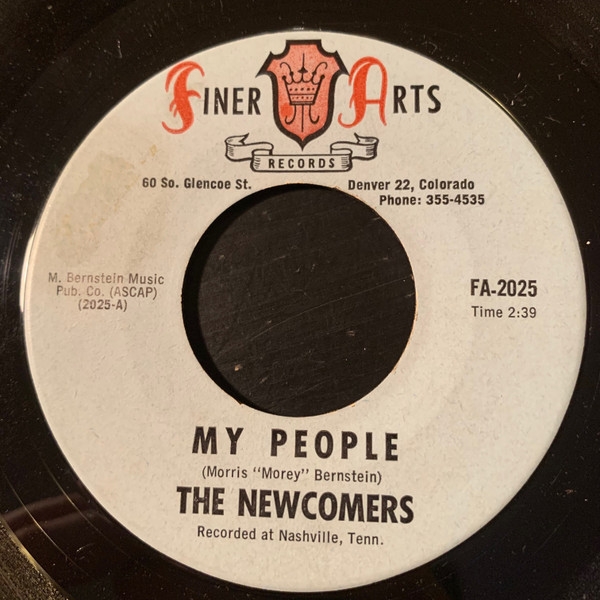 FINER ARTS
RECORDS
60 So. Glencoe St. Denver 22, Colorado
Phone: 355-4535
M. Bernstein Music
Pub. Co. (ASCAP)
(2025-A)
FA-2025
Time 2:39
MY PEOPLE
(Morris "Morey" Bernstein)
THE NEWCOMERS
Recorded at Nashville, Tenn.